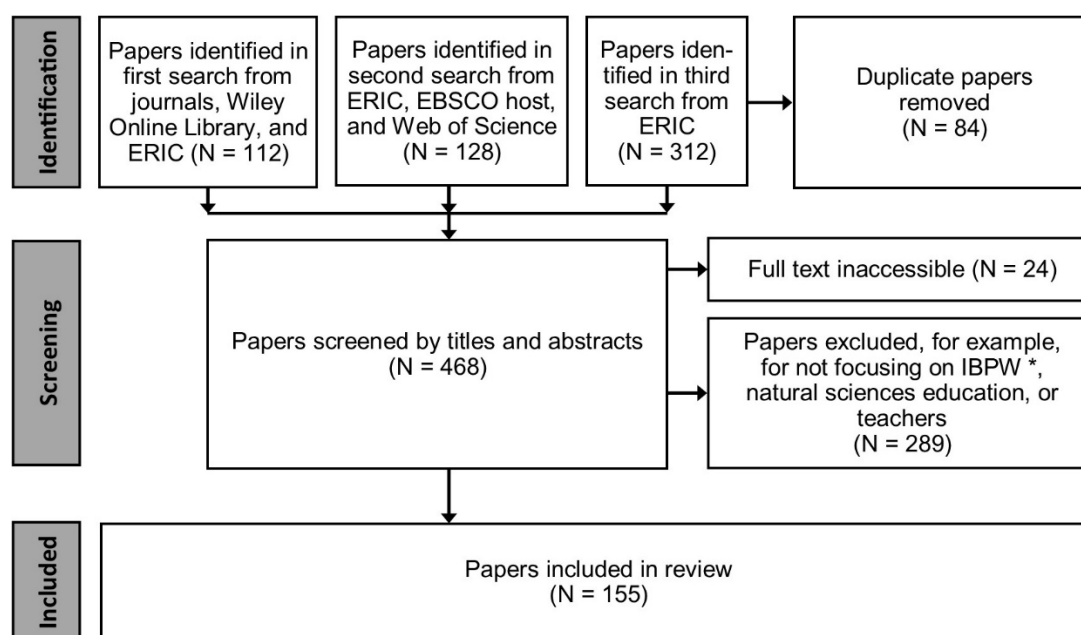 Identification
Papers identified in
first search from
journals, Wiley
Online Library, and
ERIC (N = 112)
Papers identified in
second search from
ERIC, EBSCO host,
and Web of Science
(N = 128)
Papers iden-
tified in third
search from
ERIC
(N = 312)
Duplicate papers
removed
(N = 84)
Screening
Papers screened by titles and abstracts
(N = 468)
Full text inaccessible (N = 24)
Papers excluded, for example,
for not focusing on IBPW *,
natural sciences education, or
teachers
(N = 289)
Included
Papers included in review
(N = 155)